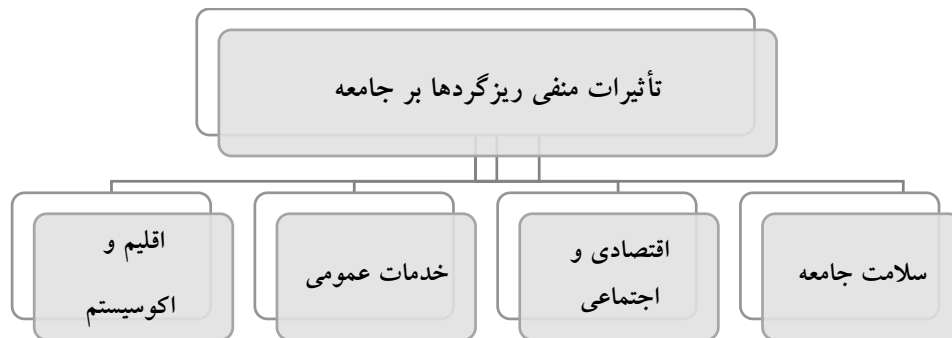 تأثیرات منفی ریزگردها بر جامعه
سلامت جامعه
اقتصادی و
اجتماعی
خدمات عمومی
اقلیم و
اکوسیستم